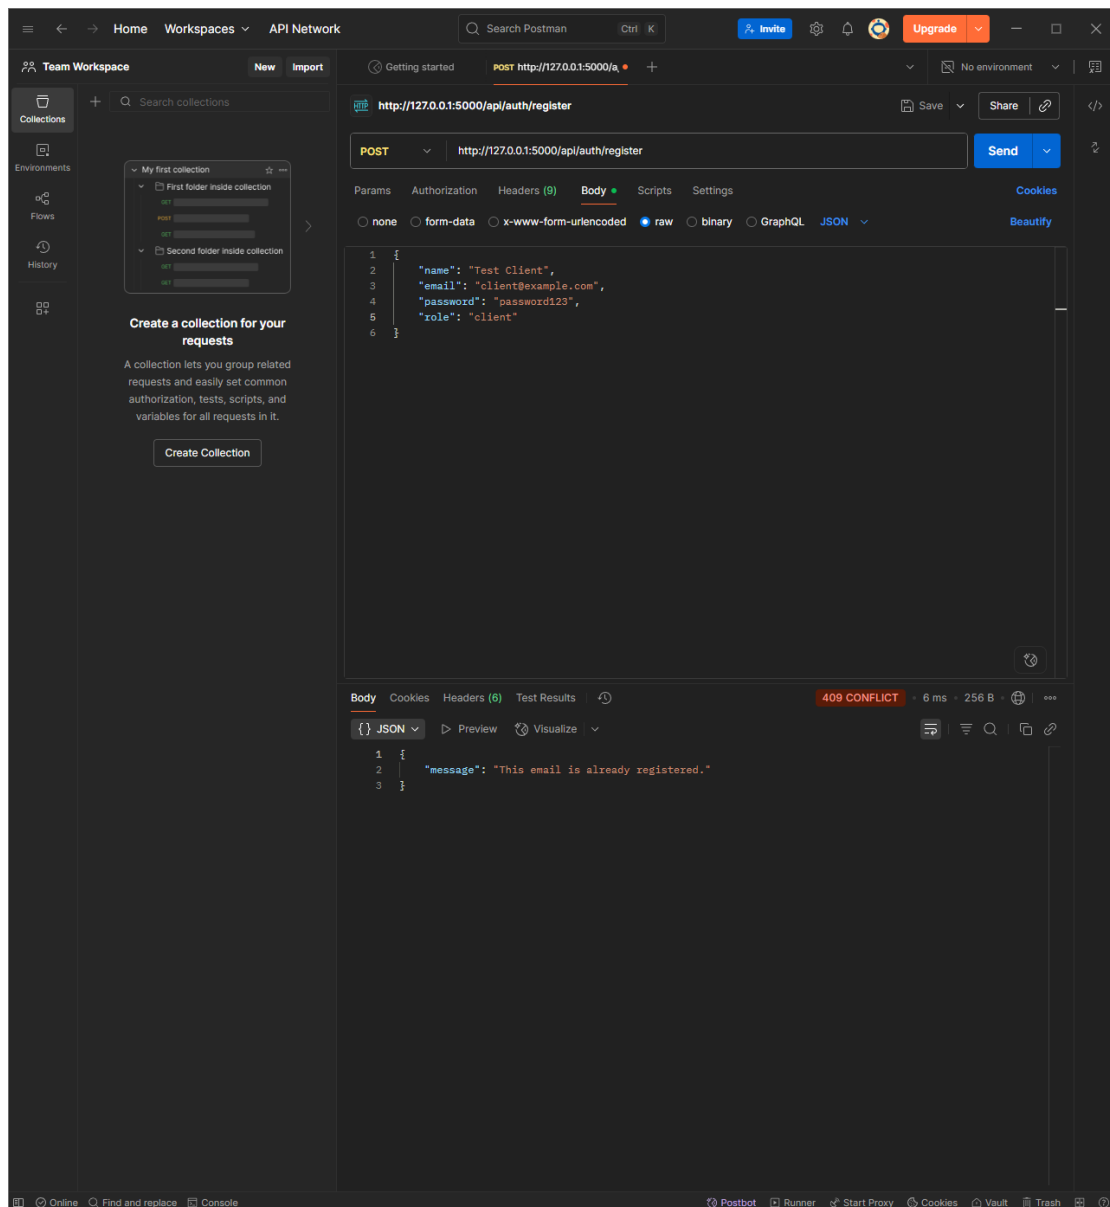 Home Workspaces API Network Search Postman Ctrl K Invite Upgrade
Team Workspace New Import Getting started POST http://127.0.0.1:5000/a No environment
Collections
Search collections
HTTP http://127.0.0.1:5000/api/auth/register Save Share
Environments
Flows
History
My first collection
First folder inside collection
GET
POST
GET
Second folder inside collection
GET
GET
Create a collection for your
requests
A collection lets you group related
requests and easily set common
authorization, tests, scripts, and
variables for all requests in it.
Create Collection
POST http://127.0.0.1:5000/api/auth/register Send
Params Authorization Headers (9) Body Scripts Settings Cookies
none form-data x-www-form-urlencoded raw binary GraphQL JSON Beautify
1 {
2 "name": "Test Client",
3 "email": "client@example.com",
4 "password": "password123",
5 "role": "client"
6 }
Body Cookies Headers (6) Test Results 409 CONFLICT 6 ms 256 B
{} JSON Preview Visualize
1 {
2 "message": "This email is already registered."
3 }
Online Find and replace Console Postbot Runner Start Proxy Cookies Vault Trash